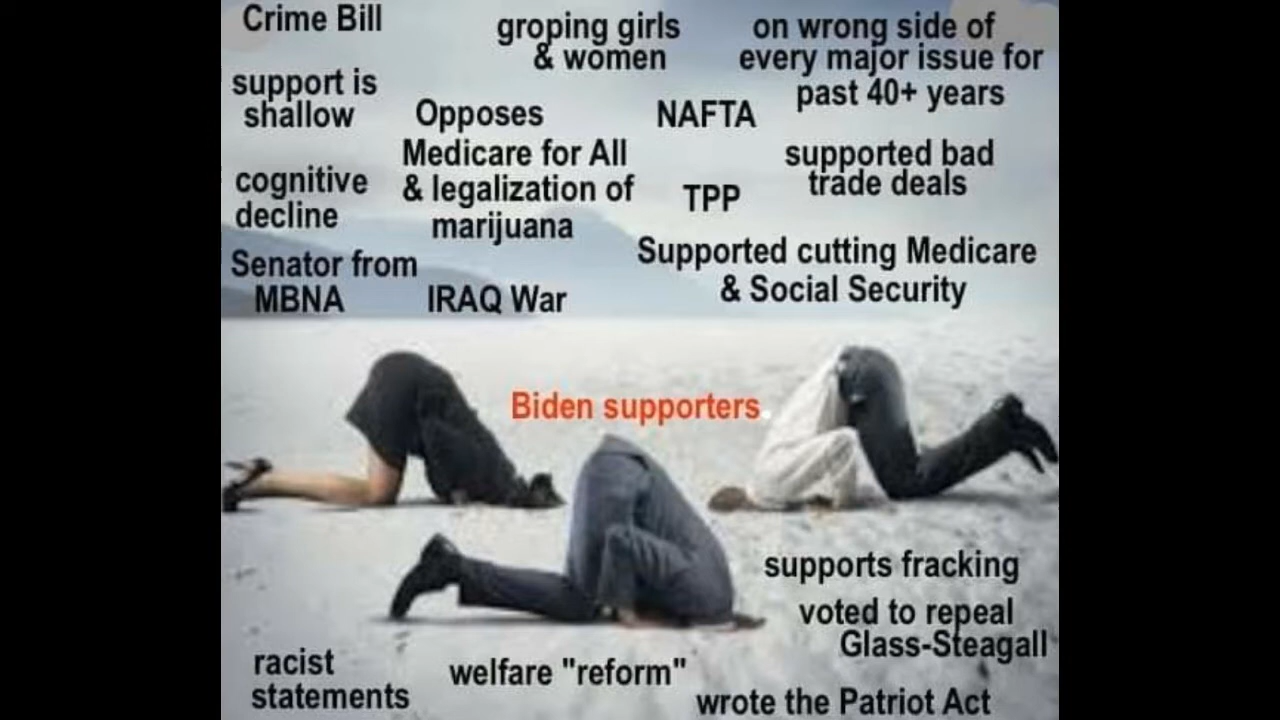 Crime Bill
groping girls
& women
on wrong side of
every major issue for
past 40+ years
support is
shallow
Opposes
Medicare for All
& legalization of
marijuana
NAFTA
supported bad
trade deals
cognitive
decline
TPP
Senator from
MBNA
IRAQ War
Supported cutting Medicare
& Social Security
Biden supporters.
supports fracking
voted to repeal
Glass-Steagall
racist
statements
welfare "reform"
wrote the Patriot Act